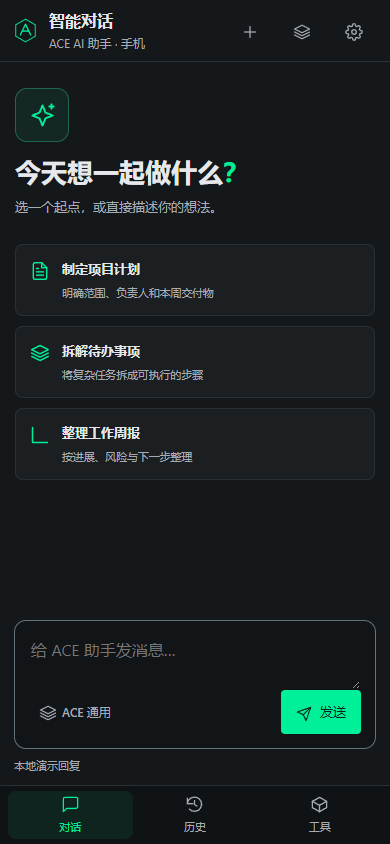 智能对话
ACE AI 助手 · 手机
今天想一起做什么?
选一个起点，或直接描述你的想法。
制定项目计划
明确范围、负责人和本周交付物
拆解待办事项
将复杂任务拆成可执行的步骤
整理工作周报
按进展、风险与下一步整理
给 ACE 助手发消息...
ACE 通用
发送
本地演示回复
对话
历史
工具